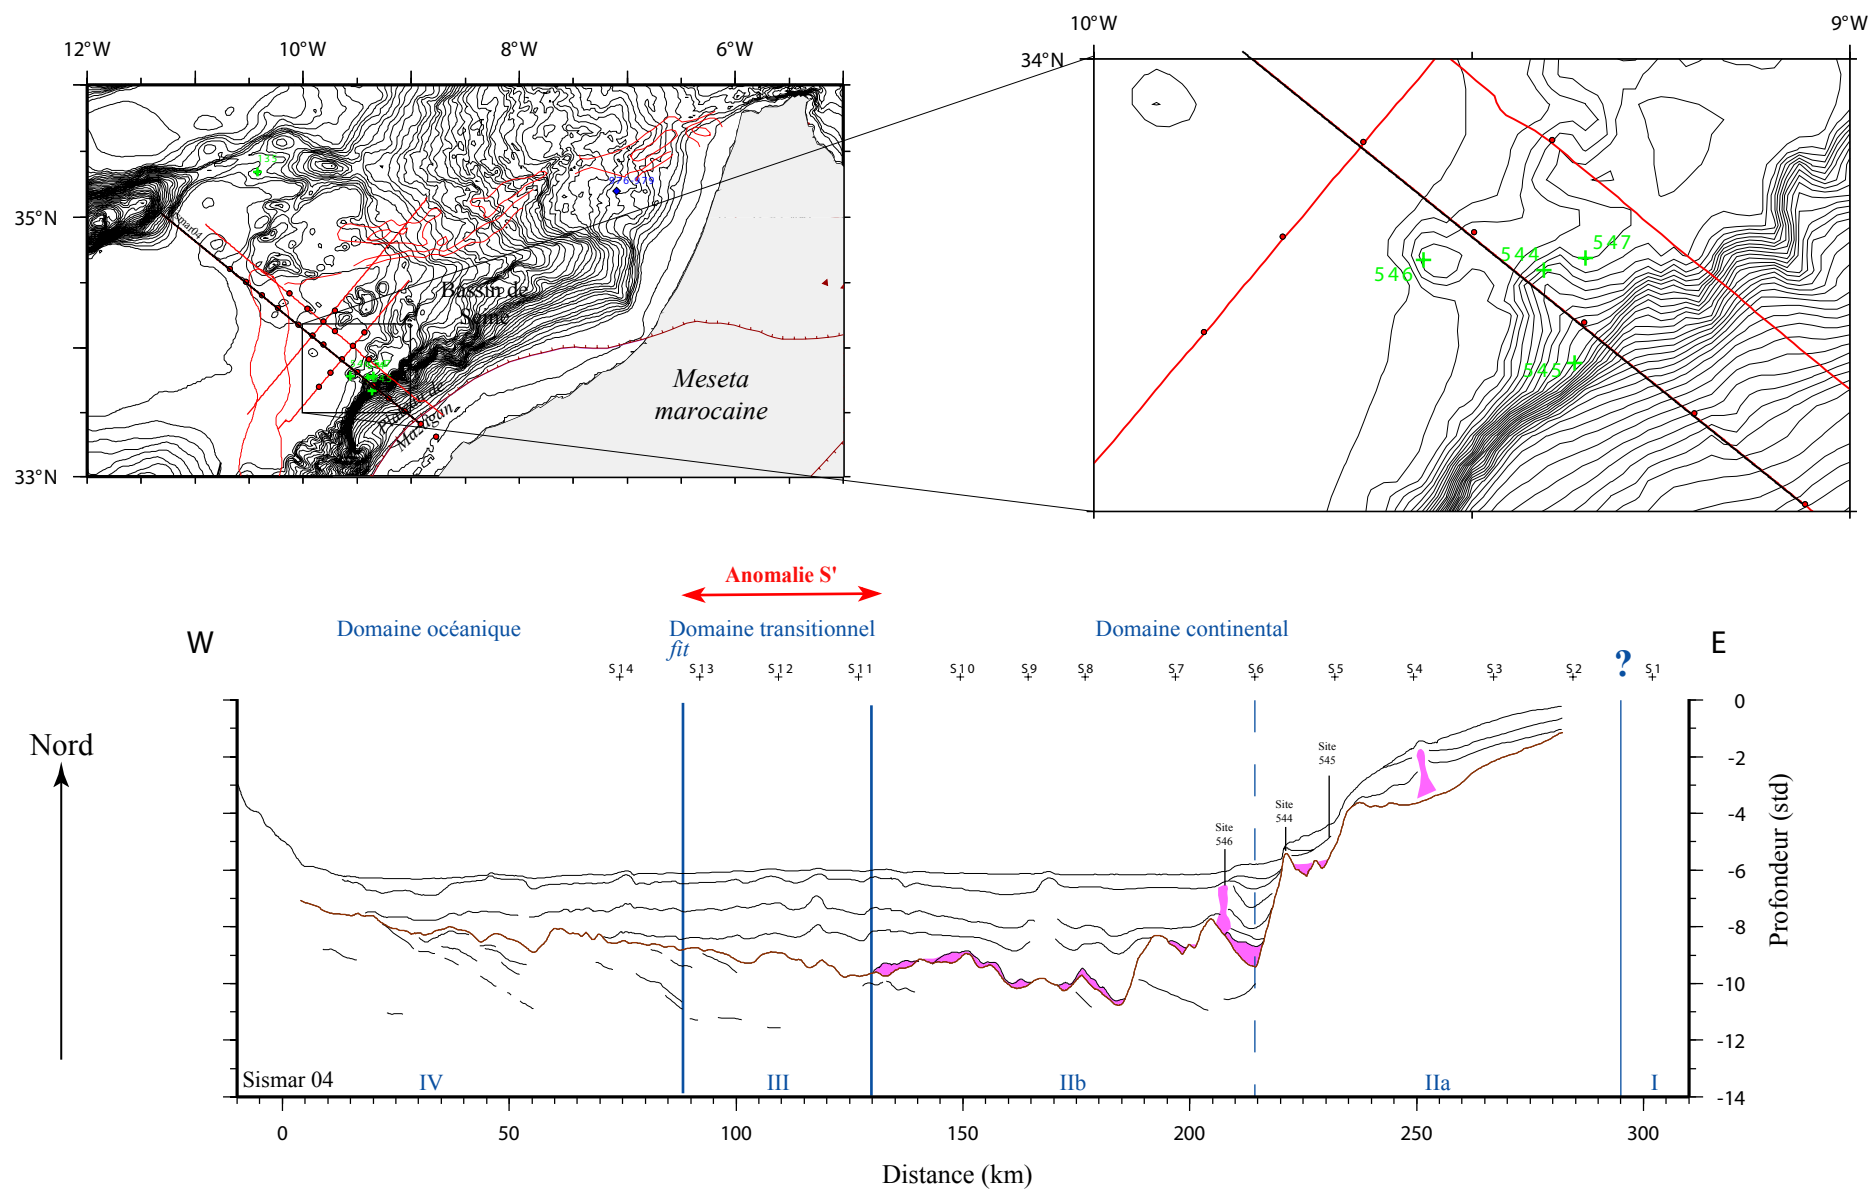 12°W 10°W 8°W 6°W
35°N
33°N
Sismar04
Bassin de
Seine
Plateau de
Mazagan
Meseta
marocaine
10°W 9°W
34°N
546
544
547
545
Anomalie S'
W
Domaine océanique
Domaine transitionnel
fit
Domaine continental
E
S14 S13 S12 S11 S10 S9 S8 S7 S6 S5 S4 S3 S2 ? S1
Nord
Site
546
Site
544
Site
545
0
-2
-4
-6
-8
-10
-12
-14
Profondeur (std)
Sismar 04
IV III IIb IIa I
0 50 100 150 200 250 300
Distance (km)